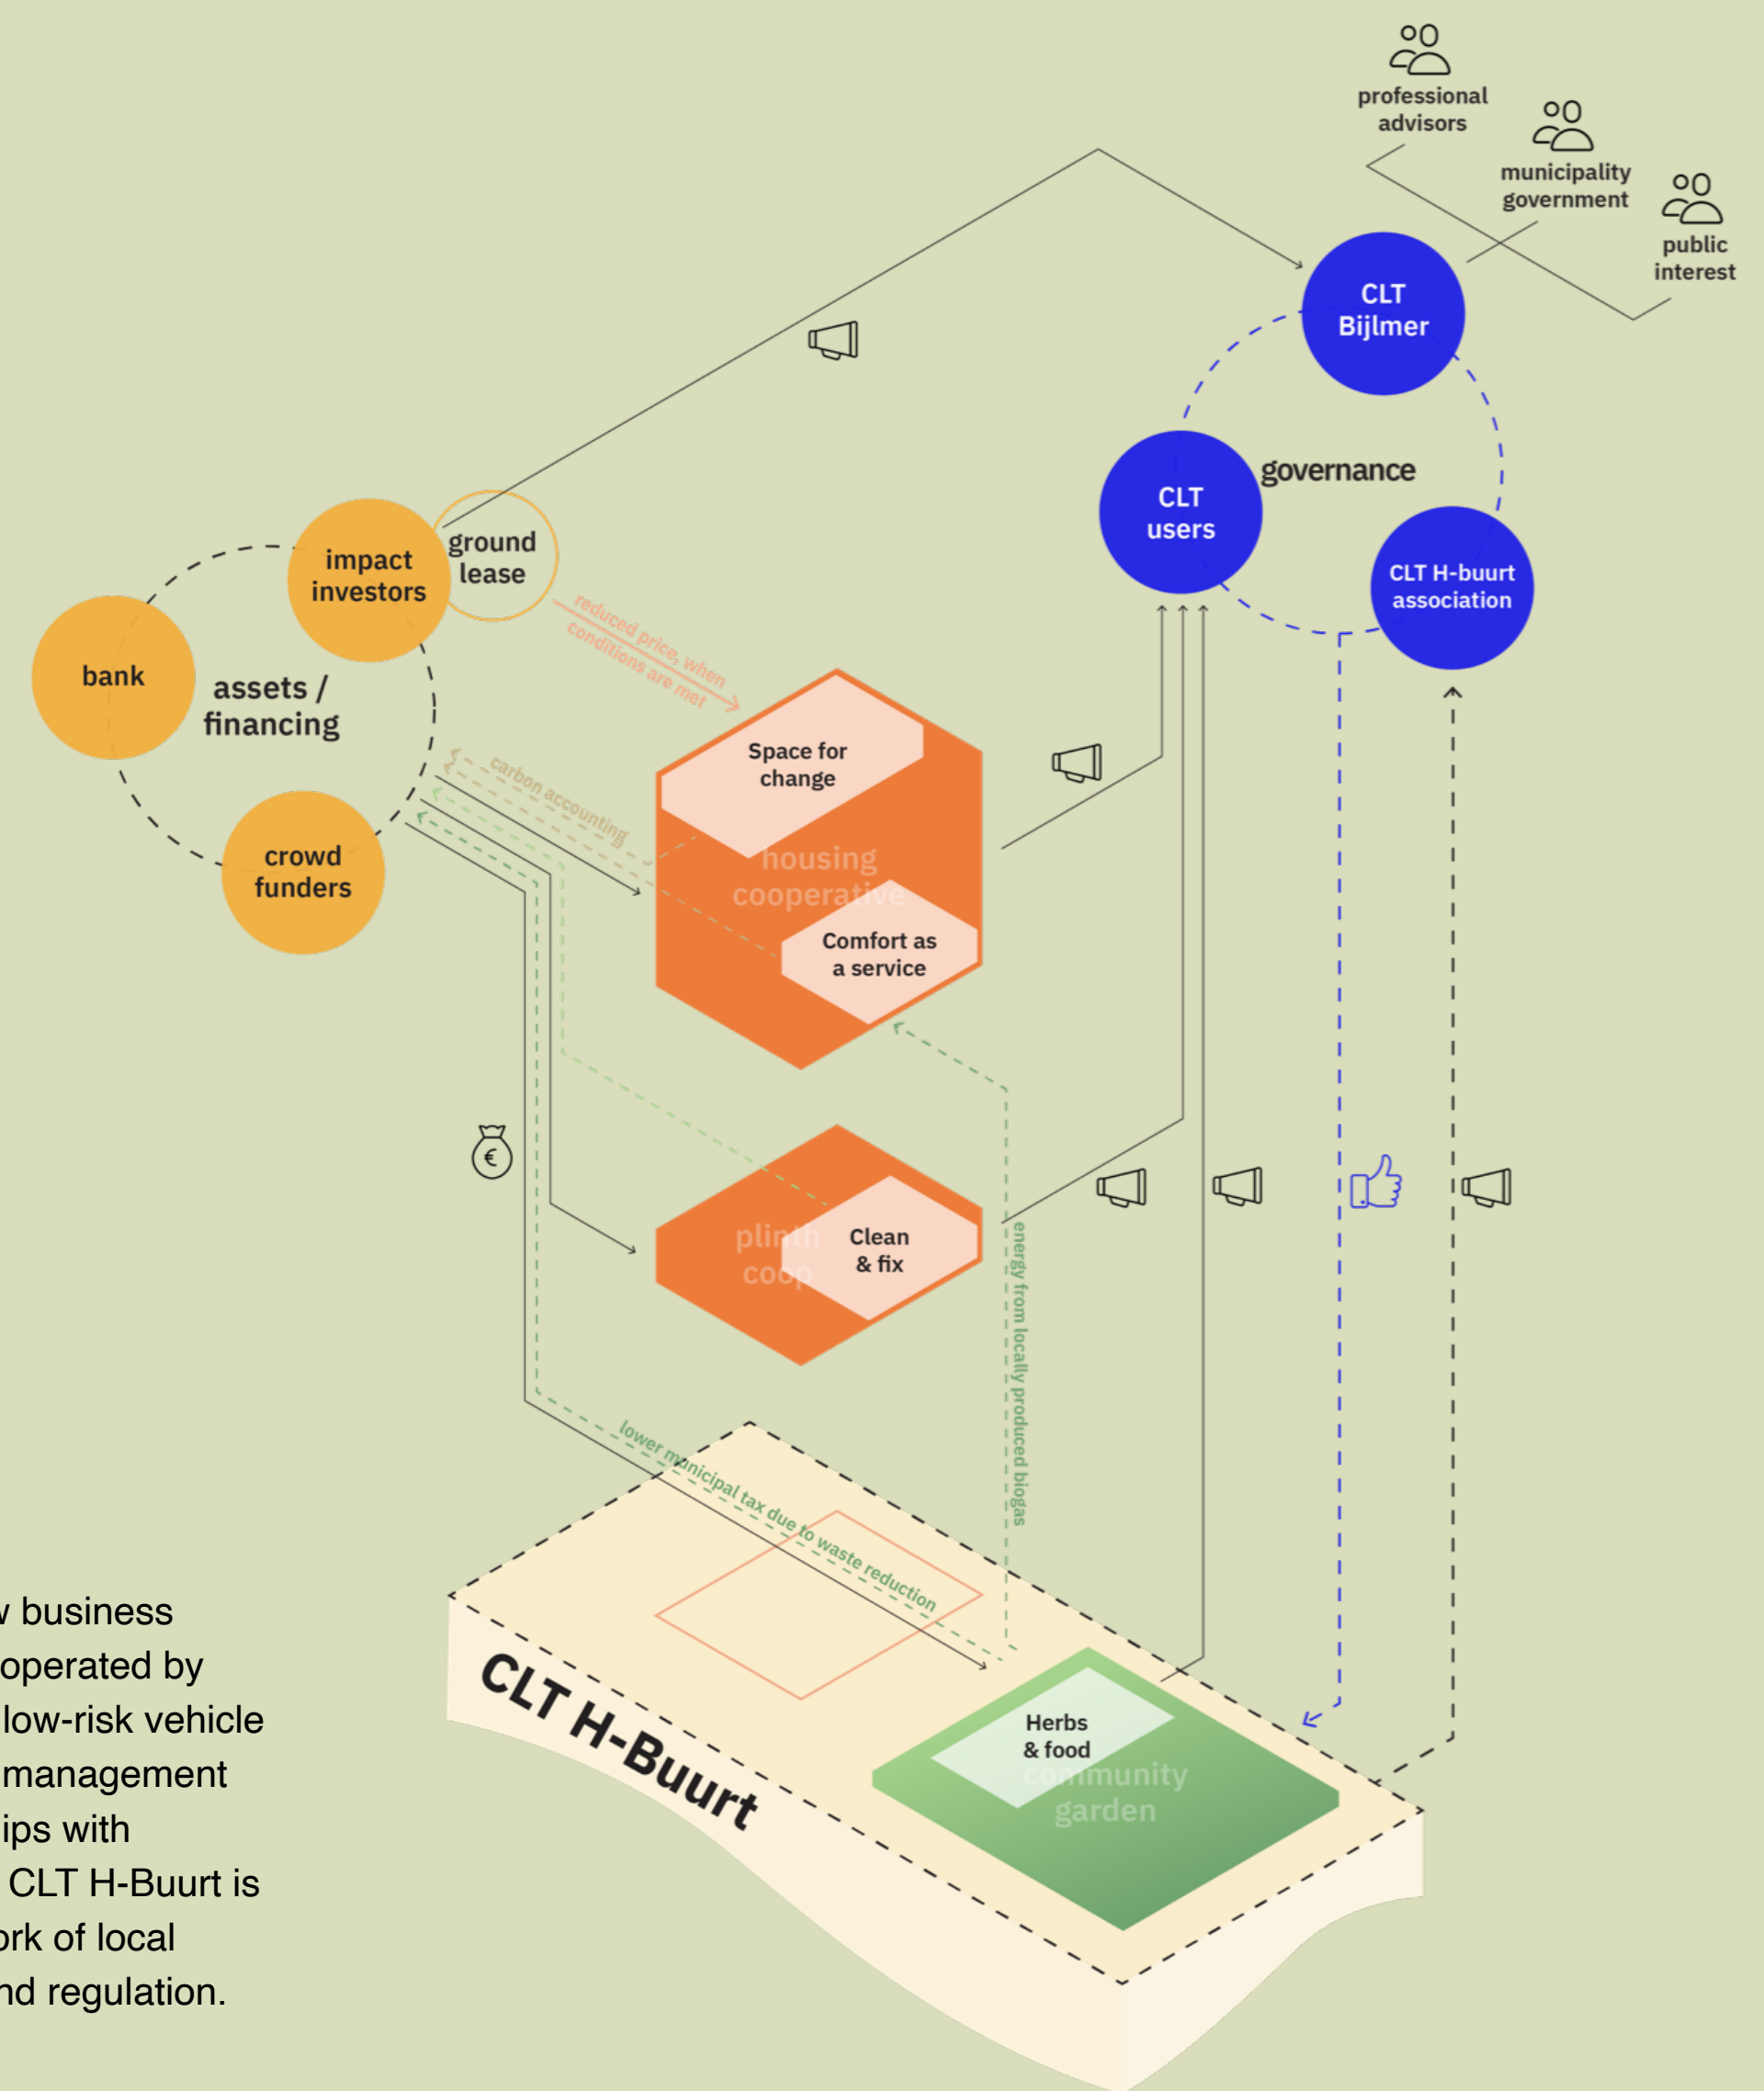 professional
advisors
municipality
government
public
interest
CLT
Bijlmer
governance
CLT
users
CLT H-buurt
association
impact
investors
ground
lease
bank
assets /
financing
crowd
funders
reduced price, when
conditions are met
carbon accounting
Space for
change
housing
cooperative
Comfort as
a service
€
plinth
coop
Clean
& fix
energy from locally produced biogas
lower municipal tax due to waste reduction
CLT H-Buurt
Herbs
& food
community
garden
business
operated by
low-risk vehicle
management
ips with
CLT H-Buurt is
ork of local
nd regulation.